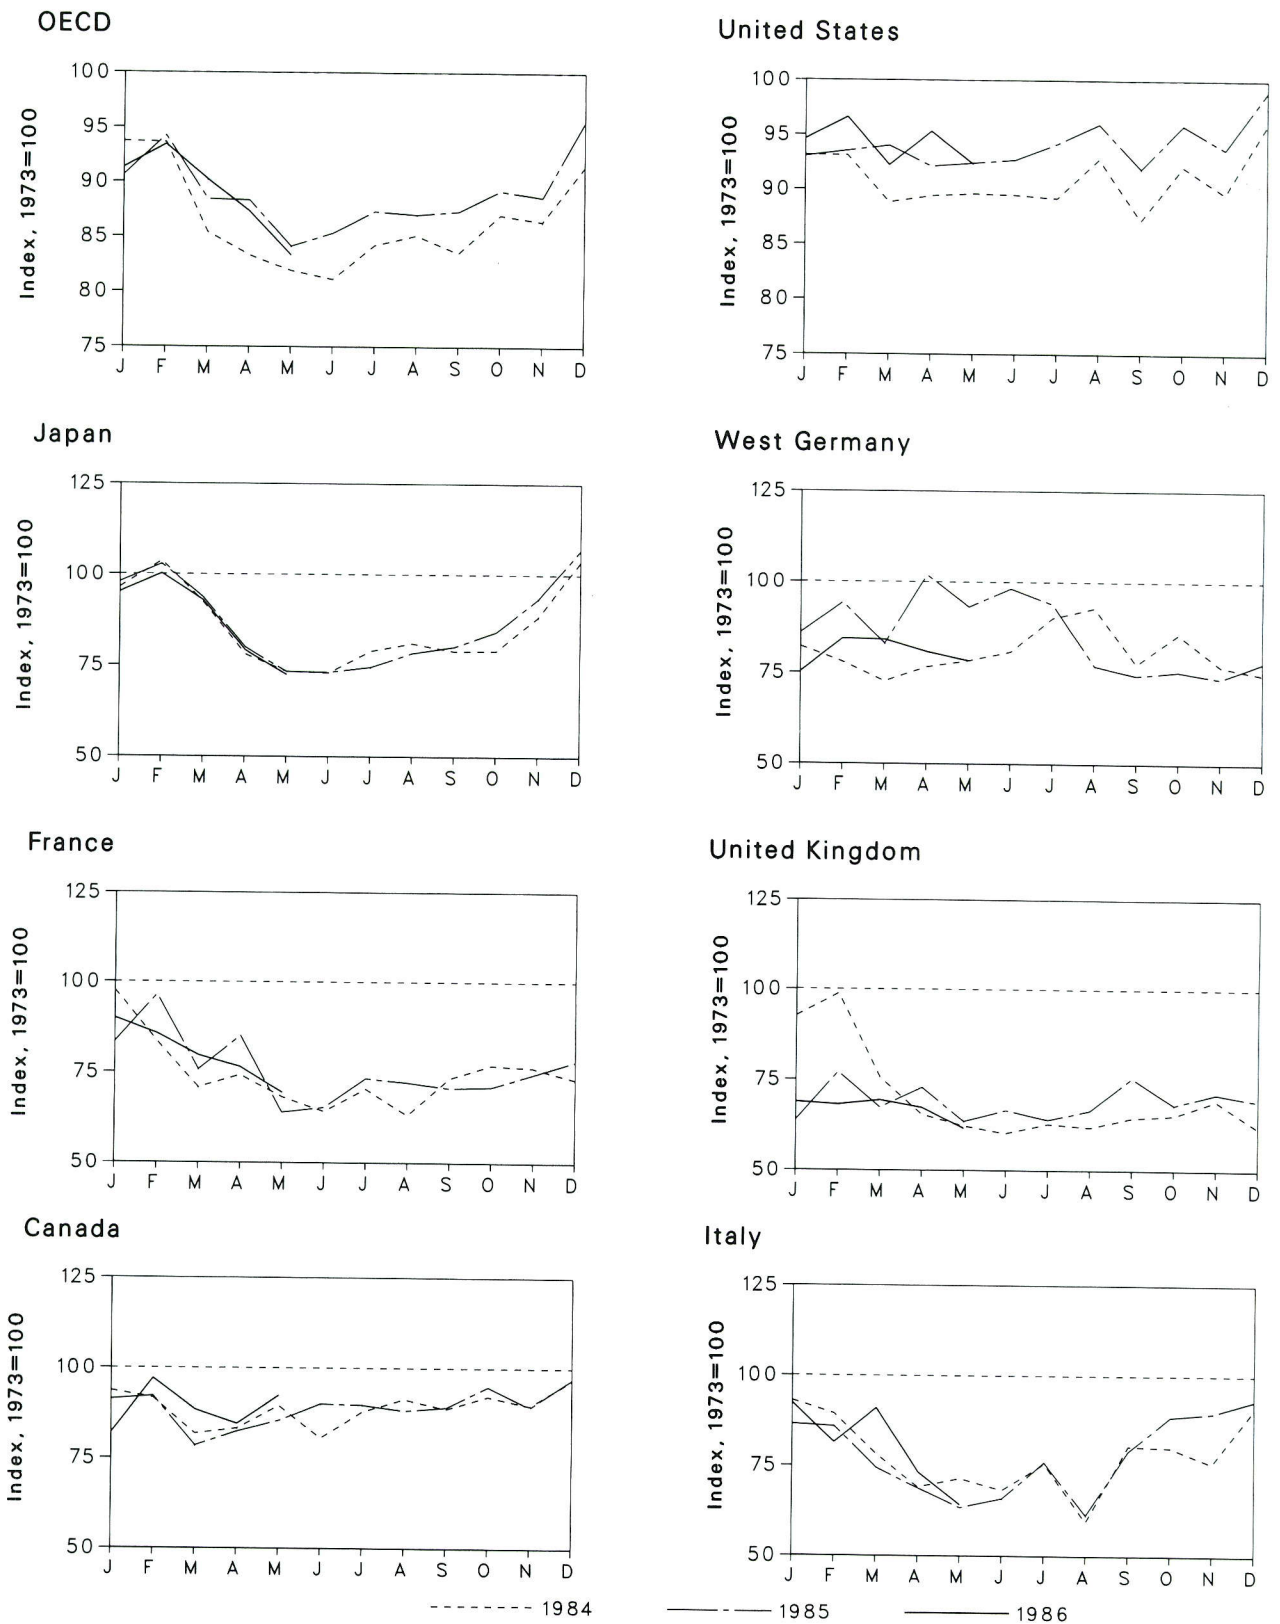 OECD
Index, 1973=100
100
95
90
85
80
75
J F M A M J J A S O N D
United States
Index, 1973=100
100
95
90
85
80
75
J F M A M J J A S O N D
Japan
Index, 1973=100
125
100
75
50
J F M A M J J A S O N D
West Germany
Index, 1973=100
125
100
75
50
J F M A M J J A S O N D
France
Index, 1973=100
125
100
75
50
J F M A M J J A S O N D
United Kingdom
Index, 1973=100
125
100
75
50
J F M A M J J A S O N D
Canada
Index, 1973=100
125
100
75
50
J F M A M J J A S O N D
Italy
Index, 1973=100
125
100
75
50
J F M A M J J A S O N D
1984 1985 1986